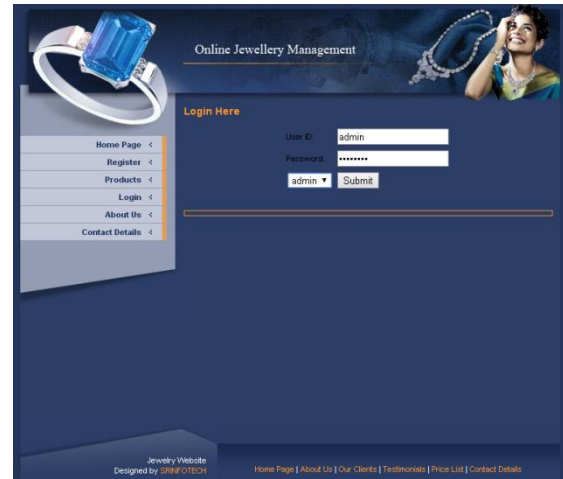 Online Jewellery Management
Login Here
User ID: admin
Password: ••••••••
admin Submit
Home Page
Register
Products
Login
About Us
Contact Details
Jewelry Website
Designed by SRINFOTECH
Home Page | About Us | Our Clients | Testimonials | Price List | Contact Details